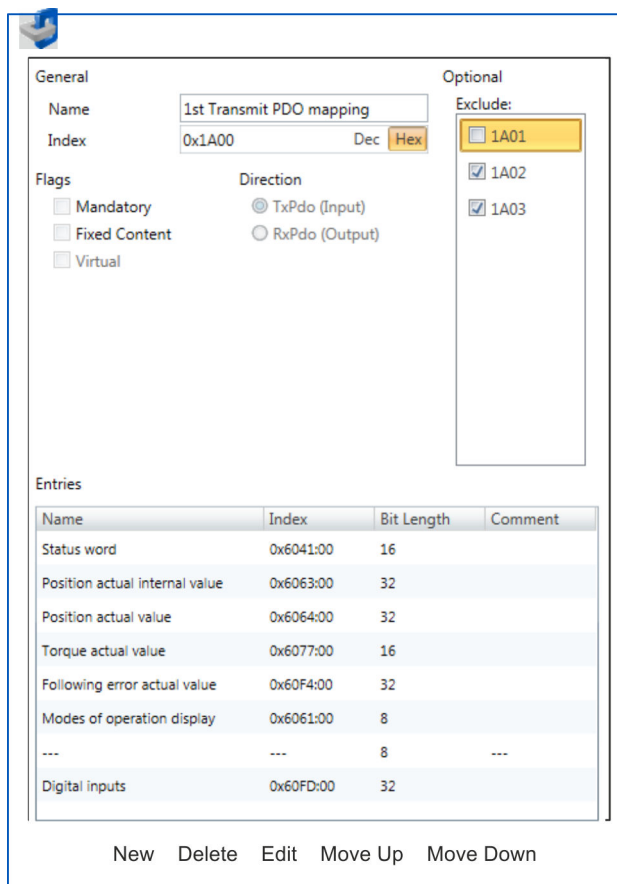 General
Optional
Name 1st Transmit PDO mapping
Exclude:
Index 0x1A00 Dec Hex
1A01
Flags Direction
1A02
Mandatory TxPdo (Input)
1A03
Fixed Content RxPdo (Output)
Virtual
Entries
Name Index Bit Length Comment
Status word 0x6041:00 16
Position actual internal value 0x6063:00 32
Position actual value 0x6064:00 32
Torque actual value 0x6077:00 16
Following error actual value 0x60F4:00 32
Modes of operation display 0x6061:00 8
--- --- 8 ---
Digital inputs 0x60FD:00 32
New Delete Edit Move Up Move Down